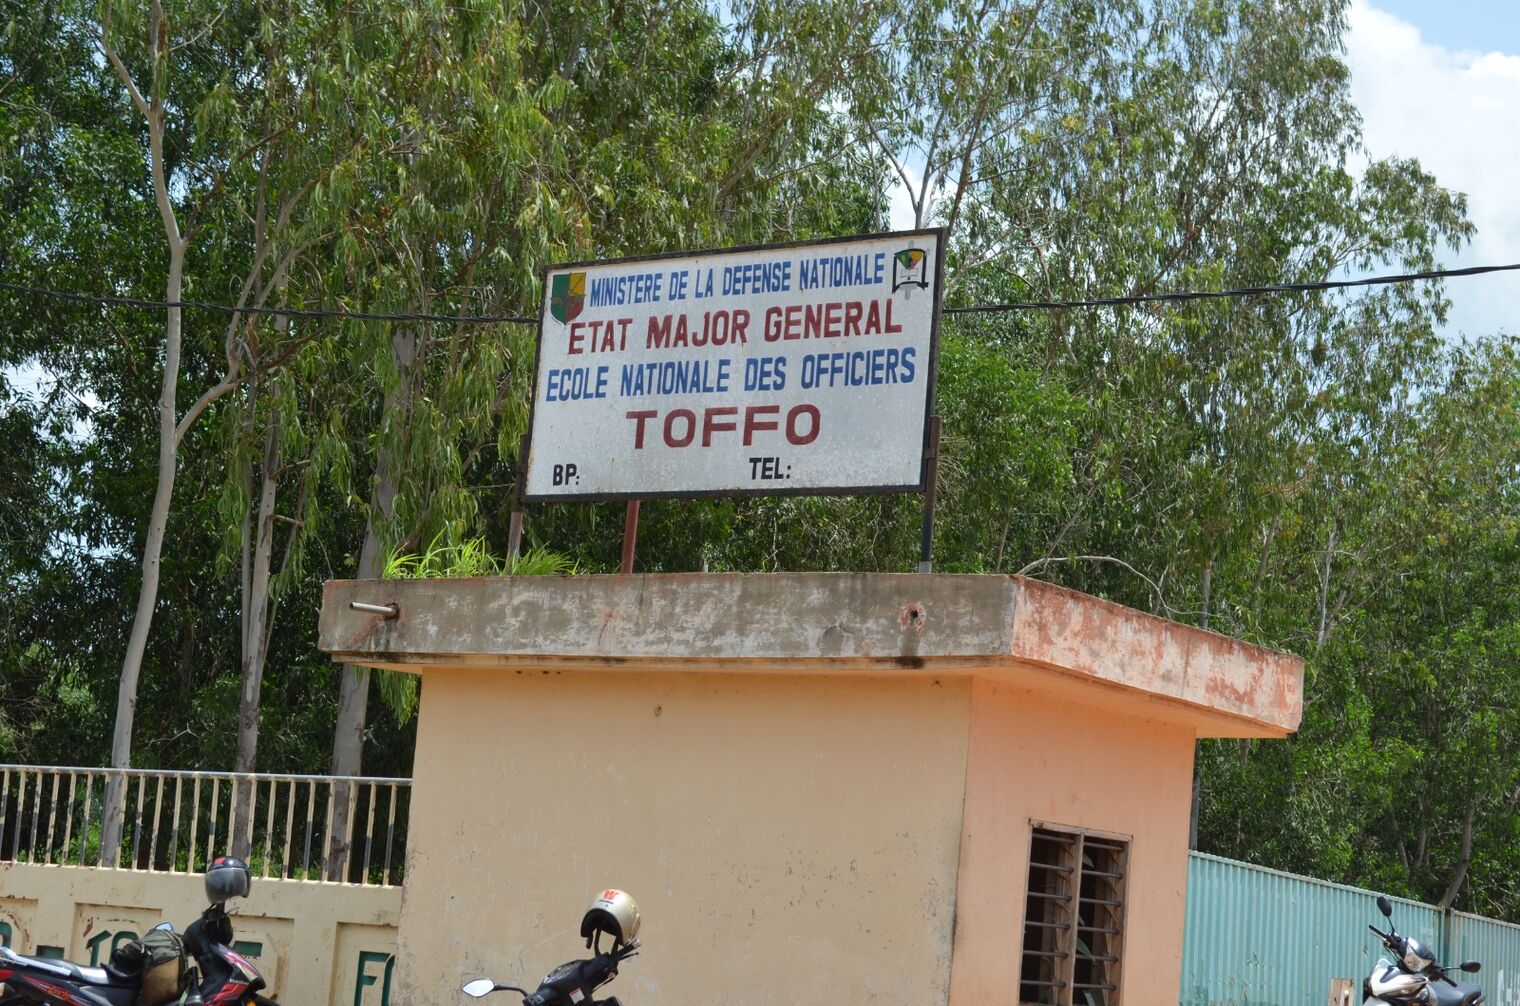 MINISTERE DE LA DEFENSE NATIONALE
ETAT MAJOR GENERAL
ECOLE NATIONALE DES OFFICIERS
TOFFO
BP: TEL: